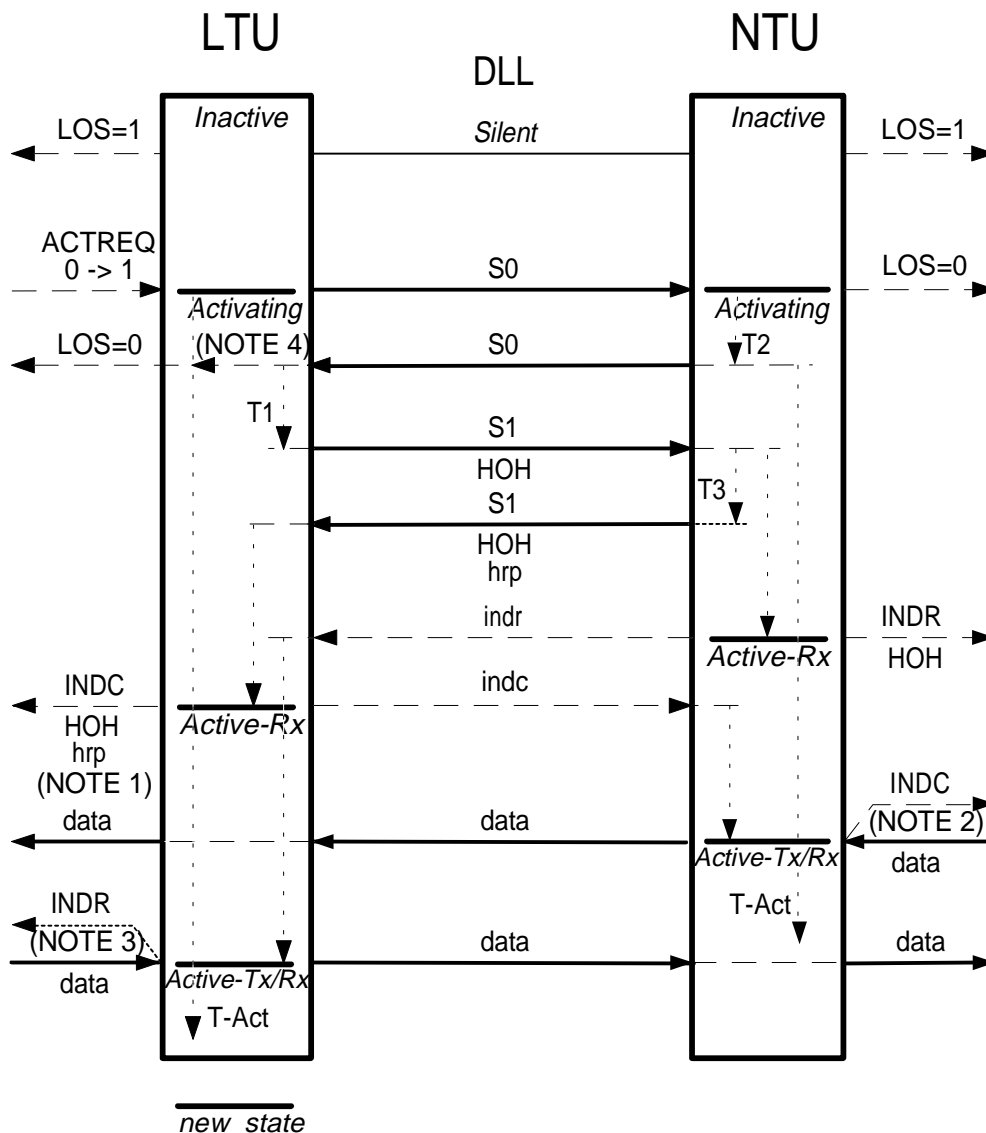 LTU
NTU
DLL
Inactive
Inactive
LOS=1
Silent
LOS=1
ACTREQ
0 -> 1
S0
LOS=0
Activating
Activating
LOS=0
(NOTE 4)
S0
T2
T1
S1
HOH
T3
S1
HOH
hrp
indr
INDR
Active-Rx
HOH
INDC
indc
HOH
Active-Rx
hrp
(NOTE 1)
INDC
data
data
(NOTE 2)
Active-Tx/Rx
data
INDR
T-Act
(NOTE 3)
data
data
data
Active-Tx/Rx
T-Act
new state